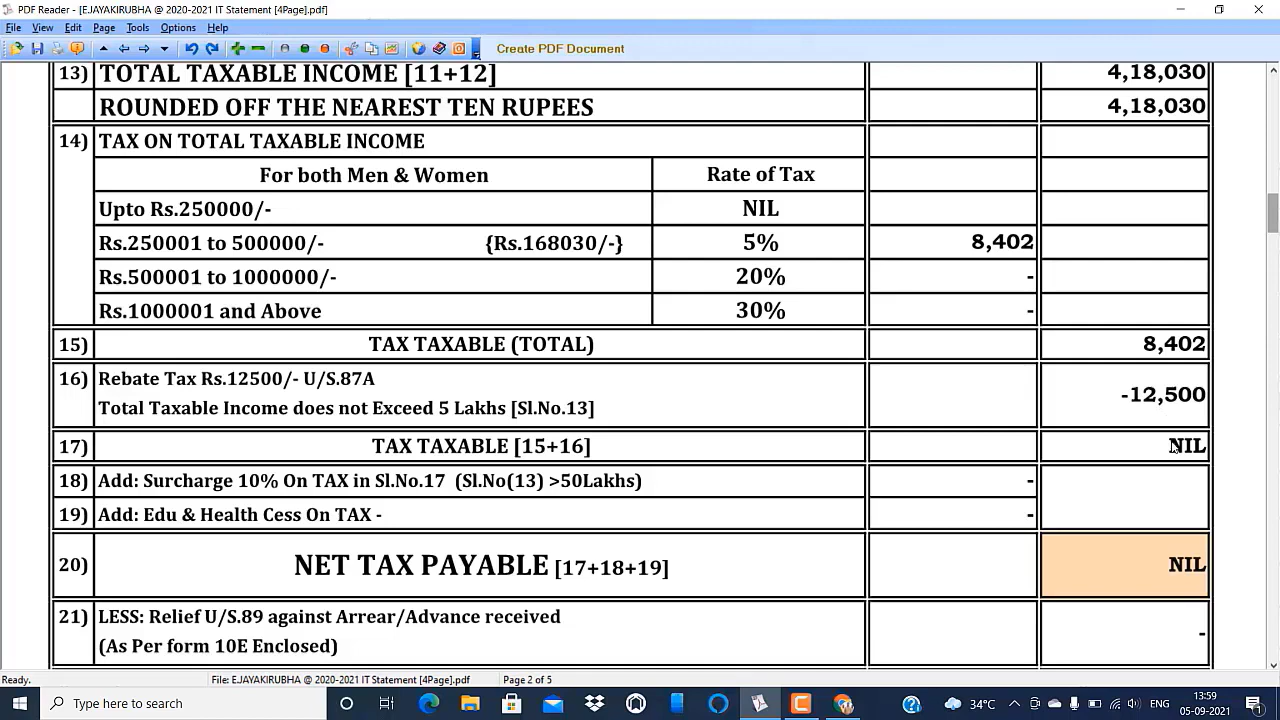 PDF Reader - [EJAYAKIRUBHA @ 2020-2021 IT Statement [4Page].pdf]
File View Edit Page Tools Options Help
Create PDF Document
13) TOTAL TAXABLE INCOME [11+12] 4,18,030
ROUNDED OFF THE NEAREST TEN RUPEES 4,18,030
14) TAX ON TOTAL TAXABLE INCOME
For both Men & Women Rate of Tax
Upto Rs.250000/- NIL
Rs.250001 to 500000/- {Rs.168030/-} 5% 8,402
Rs.500001 to 1000000/- 20% -
Rs.1000001 and Above 30% -
15) TAX TAXABLE (TOTAL) 8,402
16) Rebate Tax Rs.12500/- U/S.87A
Total Taxable Income does not Exceed 5 Lakhs [Sl.No.13] -12,500
17) TAX TAXABLE [15+16] NIL
18) Add: Surcharge 10% On TAX in Sl.No.17 (Sl.No(13) >50Lakhs) -
19) Add: Edu & Health Cess On TAX - -
20) NET TAX PAYABLE [17+18+19] NIL
21) LESS: Relief U/S.89 against Arrear/Advance received
(As Per form 10E Enclosed) -
Ready. File: EJAYAKIRUBHA @ 2020-2021 IT Statement [4Page].pdf Page 2 of 5
Type here to search 34°C ENG 13:59
05-09-2021